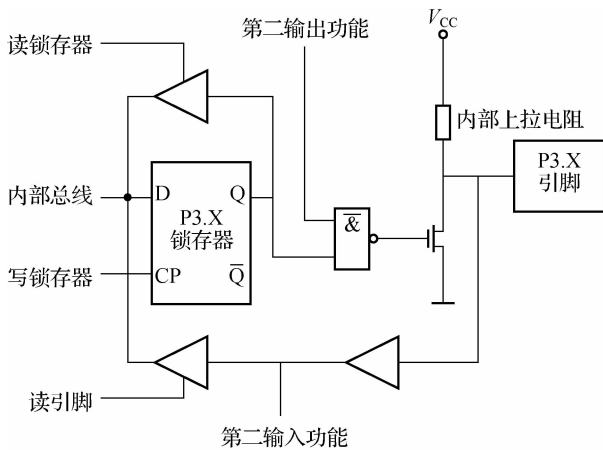 第二输出功能
V_CC
读锁存器
内部上拉电阻
P3.X
引脚
内部总线
D
Q
P3.X
锁存器
&̅
写锁存器
CP
Q̅
读引脚
第二输入功能